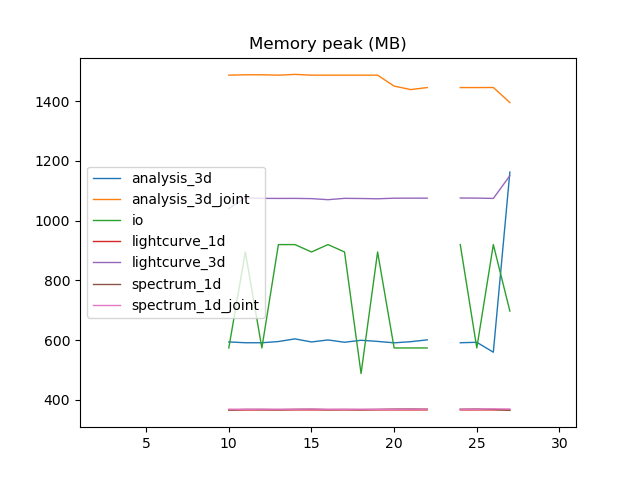 Memory peak (MB)
1400
1200
1000
800
600
400
analysis_3d
analysis_3d_joint
io
lightcurve_1d
lightcurve_3d
spectrum_1d
spectrum_1d_joint
5
10
15
20
25
30